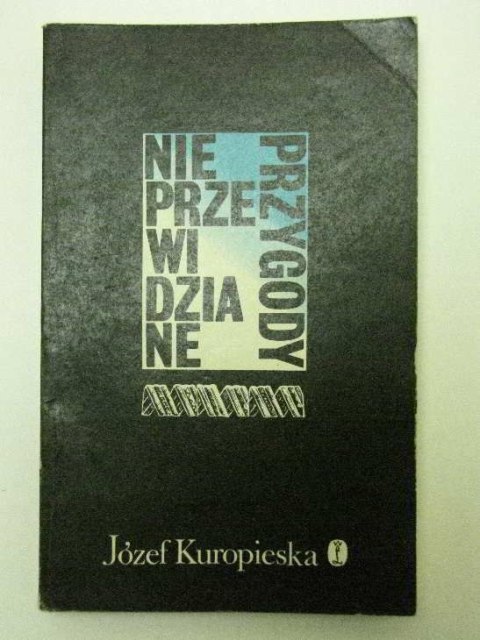 NIE
PRZE
WI
DZIA
NE
PRZYGODY
Józef Kuropieska